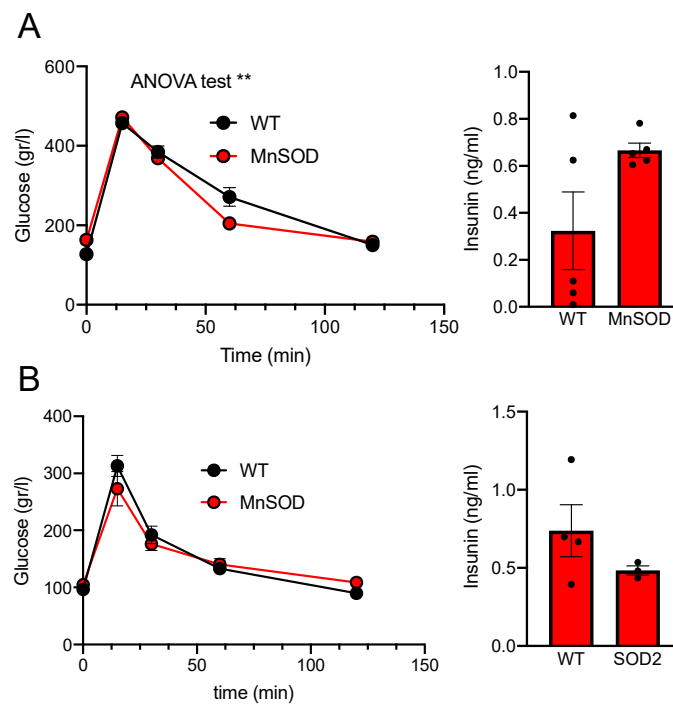 A
ANOVA test **
WT
MnSOD
Glucose (gr/l)
600
400
200
0
0
50
100
150
Time (min)
Insunin (ng/ml)
1.0
0.8
0.6
0.4
0.2
0.0
WT
MnSOD
B
WT
MnSOD
Glucose (gr/l)
400
300
200
100
0
0
50
100
150
time (min)
Insunin (ng/ml)
1.5
1.0
0.5
0.0
WT
SOD2